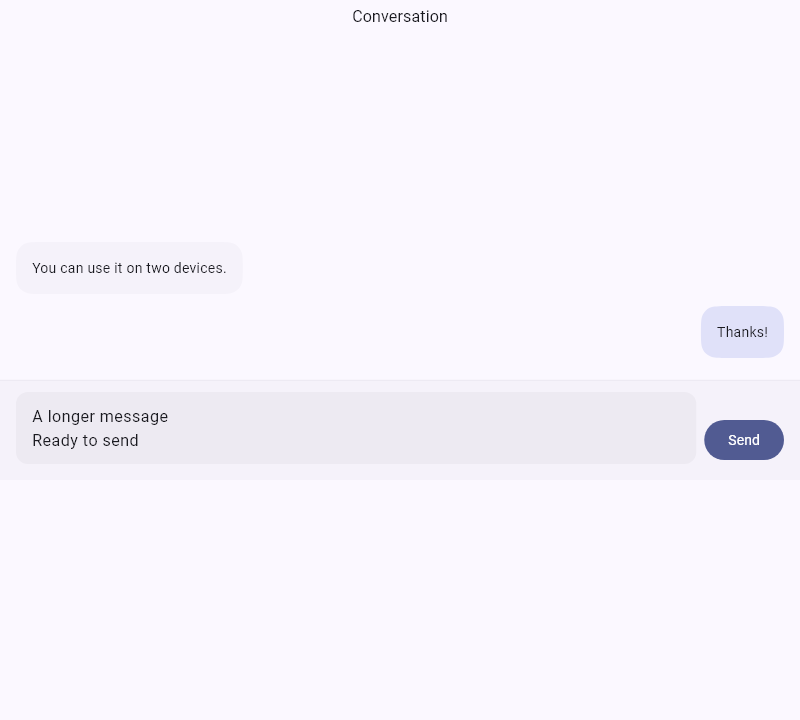 Conversation
You can use it on two devices.
Thanks!
A longer message
Ready to send
Send